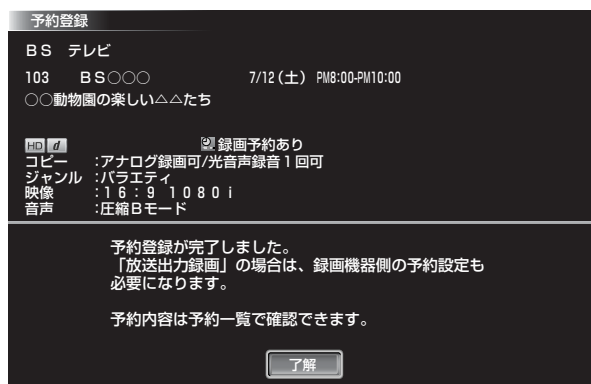 予約登録
BS テレビ
103 BS○○○ 7/12(土) PM8:00-PM10:00
○○動物園の楽しい△△たち
HD d 録画予約あり
コピー :アナログ録画可/光音声録音1回可
ジャンル :バラエティ
映像 :16:9 1080i
音声 :圧縮Bモード
予約登録が完了しました。
「放送出力録画」の場合は、録画機器側の予約設定も
必要になります。
予約内容は予約一覧で確認できます。
了解